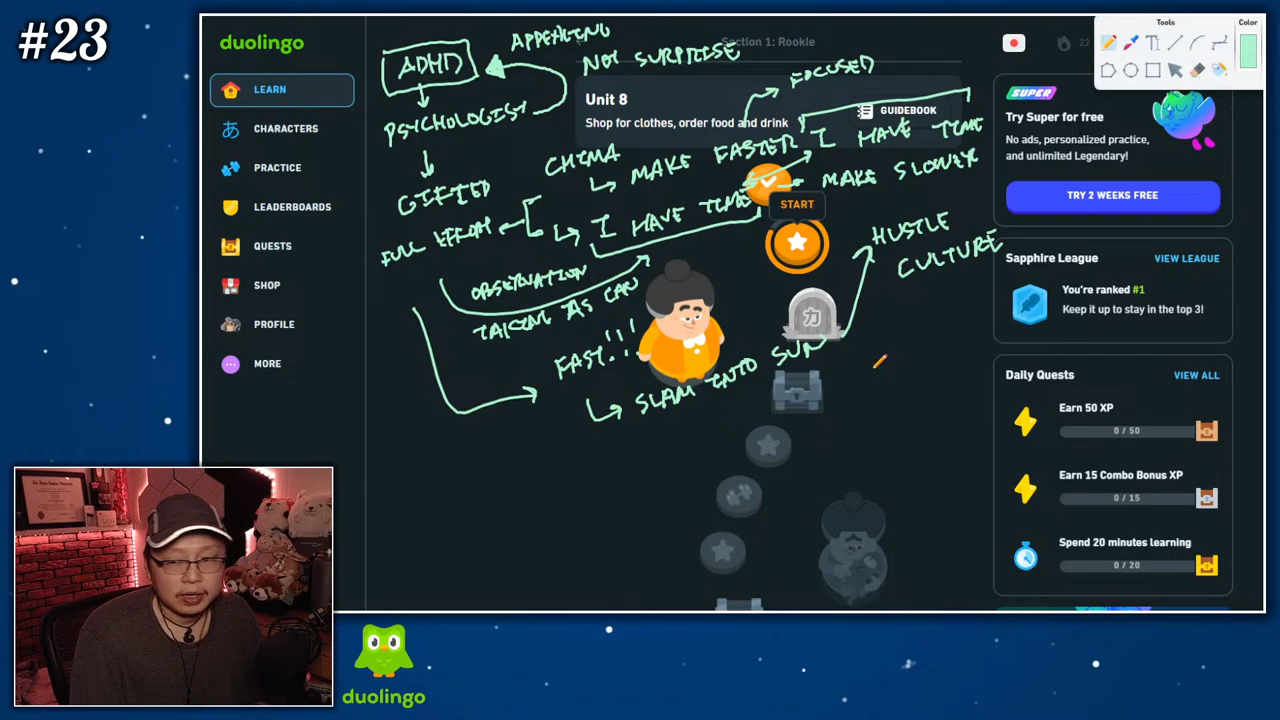 #23
duolingo
LEARN
CHARACTERS
PRACTICE
LEADERBOARDS
QUESTS
SHOP
PROFILE
MORE
Section 1: Rookie
Unit 8
Shop for clothes, order food and drink
GUIDEBOOK
START
力
ADHD
NOT SURPRISE
PSYCHOLOGIST
GIFTED
CHINA
MAKE FASTER
FOCUSED
I HAVE TIME
MAKE SLOWER
I HAVE TIME
FULL EFFORT
OBSERVATION
TAKING AS CAN
FAST!!!
SLAM INTO SUN
HUSTLE
CULTURE
22
Tools
Color
SUPER
Try Super for free
No ads, personalized practice,
and unlimited Legendary!
TRY 2 WEEKS FREE
Sapphire League
VIEW LEAGUE
You're ranked #1
Keep it up to stay in the top 3!
Daily Quests
VIEW ALL
Earn 50 XP
0 / 50
Earn 15 Combo Bonus XP
0 / 15
Spend 20 minutes learning
0 / 20
duolingo